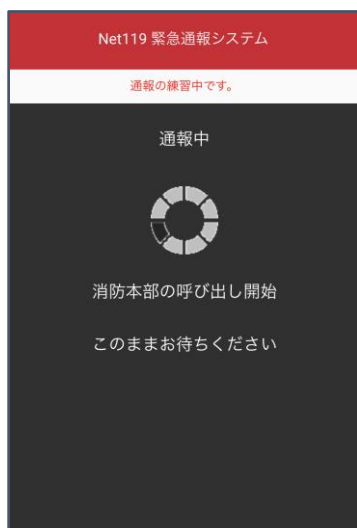 Net119 緊急通報システム
通報の練習中です。
通報中
消防本部の呼び出し開始
このままお待ちください